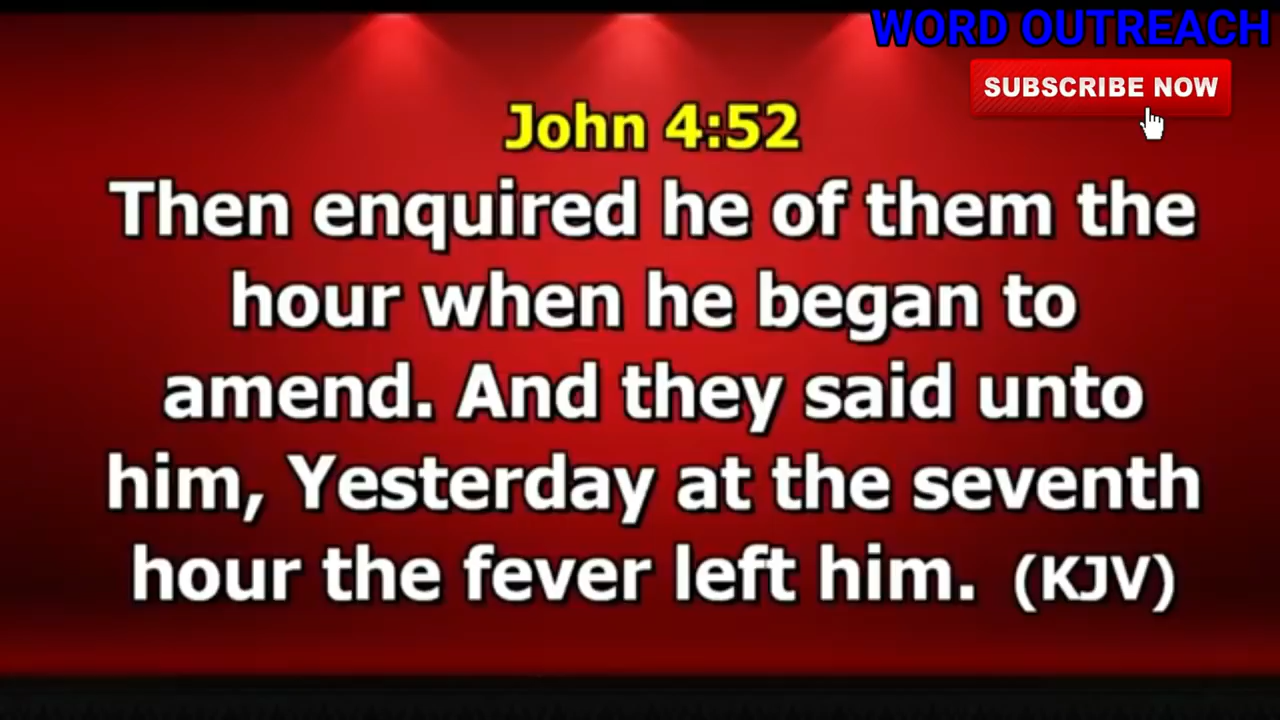 WORD OUTREACH
SUBSCRIBE NOW
John 4:52
Then enquired he of them the
hour when he began to
amend. And they said unto
him, Yesterday at the seventh
hour the fever left him. (KJV)